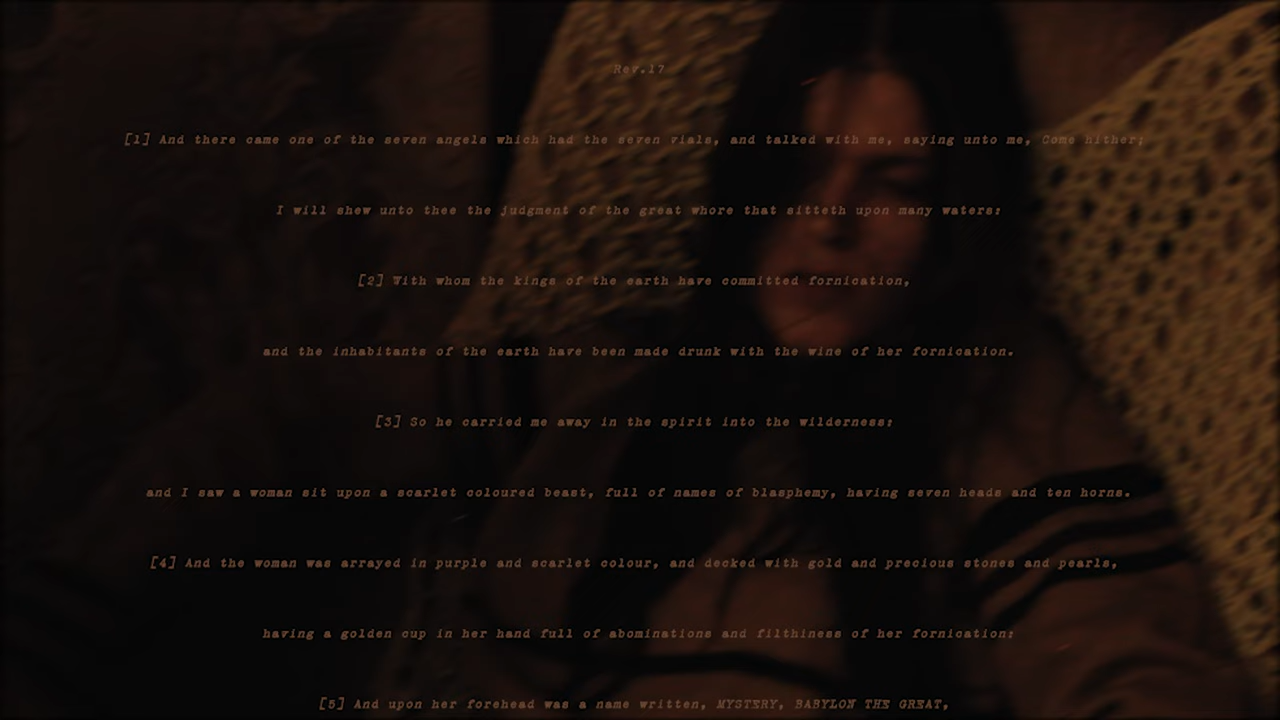 Rev.17
[1] And there came one of the seven angels which had the seven vials, and talked with me, saying unto me, Come hither;
I will shew unto thee the judgment of the great whore that sitteth upon many waters:
[2] With whom the kings of the earth have committed fornication,
and the inhabitants of the earth have been made drunk with the wine of her fornication.
[3] So he carried me away in the spirit into the wilderness:
and I saw a woman sit upon a scarlet coloured beast, full of names of blasphemy, having seven heads and ten horns.
[4] And the woman was arrayed in purple and scarlet colour, and decked with gold and precious stones and pearls,
having a golden cup in her hand full of abominations and filthiness of her fornication:
[5] And upon her forehead was a name written, MYSTERY, BABYLON THE GREAT,